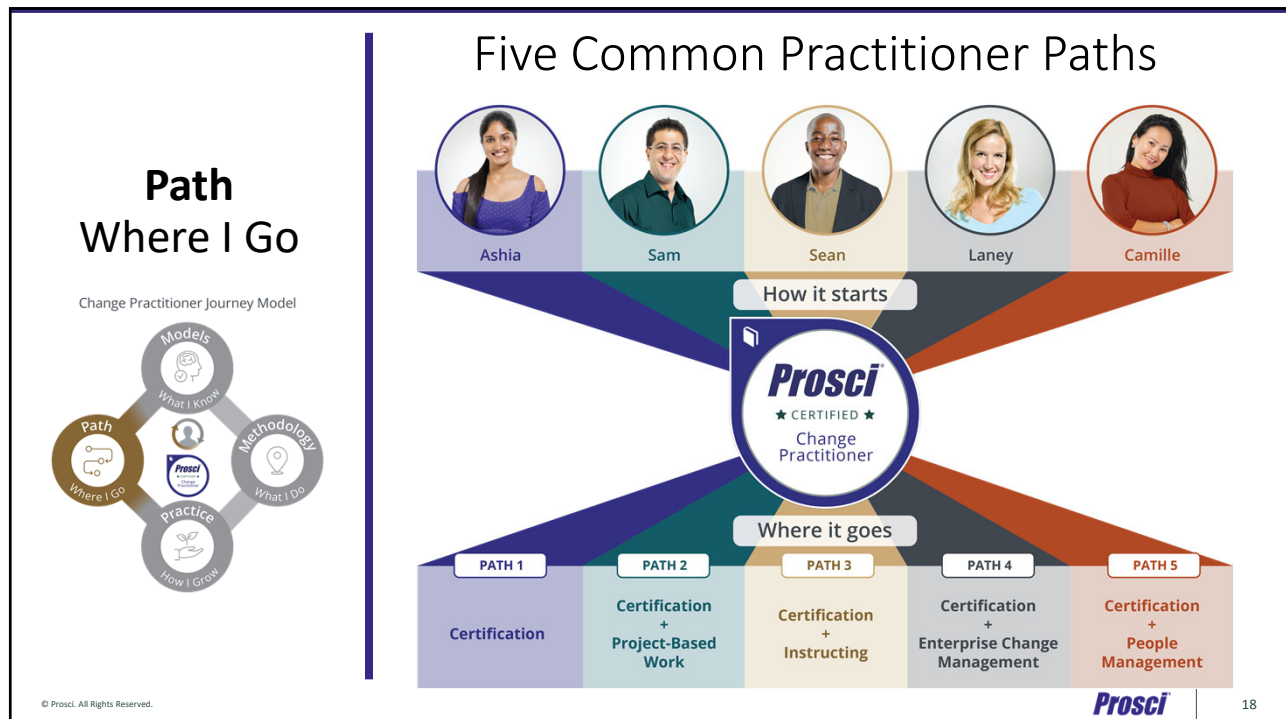 Five Common Practitioner Paths
Path
Where I Go
Change Practitioner Journey Model
Models
What I Know
Path
Where I Go
Methodology
What I Do
Practice
How I Grow
Prosci
Ashia
Sam
Sean
Laney
Camille
How it starts
Prosci®
★ CERTIFIED ★
Change
Practitioner
Where it goes
PATH 1
Certification
PATH 2
Certification
+
Project-Based
Work
PATH 3
Certification
+
Instructing
PATH 4
Certification
+
Enterprise Change
Management
PATH 5
Certification
+
People
Management
© Prosci. All Rights Reserved.
Prosci®
18